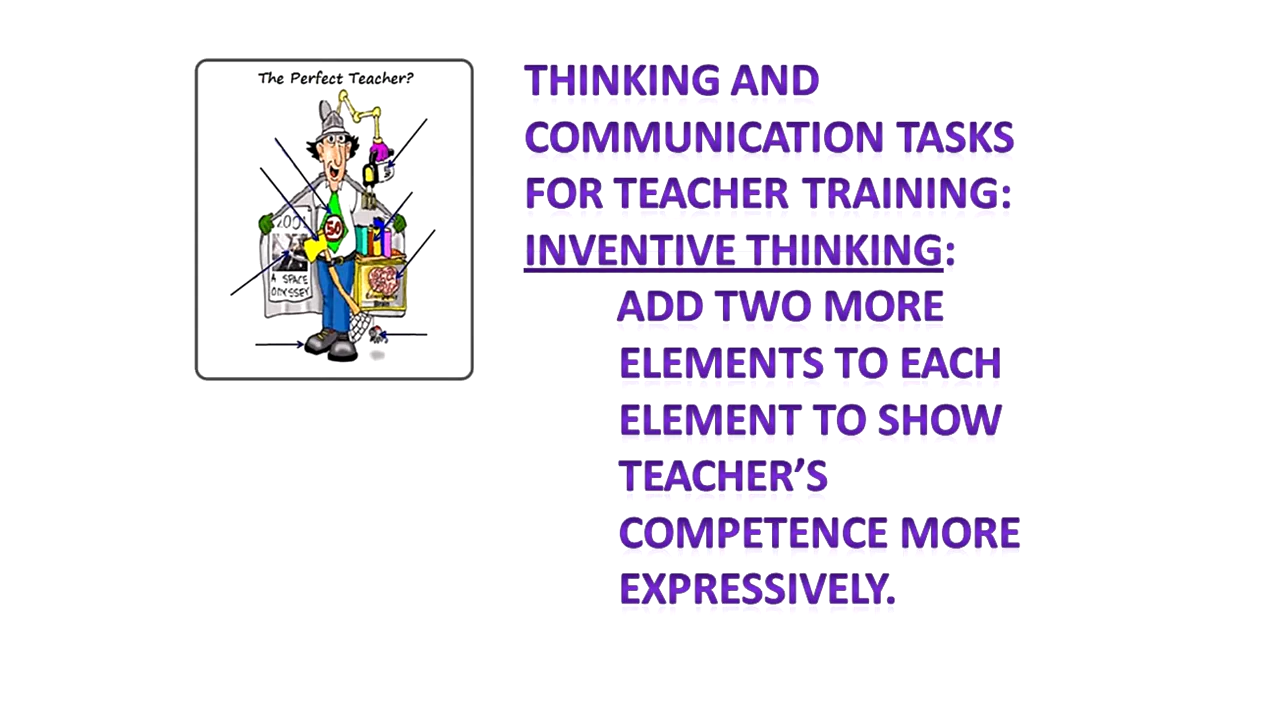 The Perfect Teacher?
50
A SPACE
ODYSSEY
THINKING AND
COMMUNICATION TASKS
FOR TEACHER TRAINING:
INVENTIVE THINKING:
ADD TWO MORE
ELEMENTS TO EACH
ELEMENT TO SHOW
TEACHER’S
COMPETENCE MORE
EXPRESSIVELY.